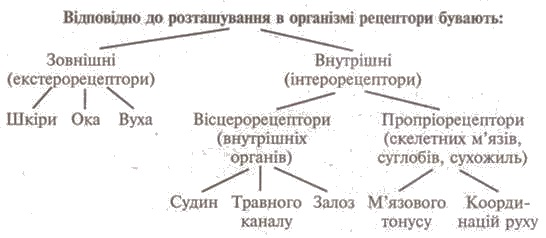 Відповідно до розташування в організмі рецептори бувають:
Зовнішні
(екстерорецептори)
Внутрішні
(інтерорецептори)
Шкіри Ока Вуха
Вісцерорецептори
(внутрішніх
органів)
Пропріорецептори
(скелетних м’язів,
суглобів, сухожиль)
Судин Травного
каналу
Залоз
М’язового
тонусу
Коорди-
націй руху